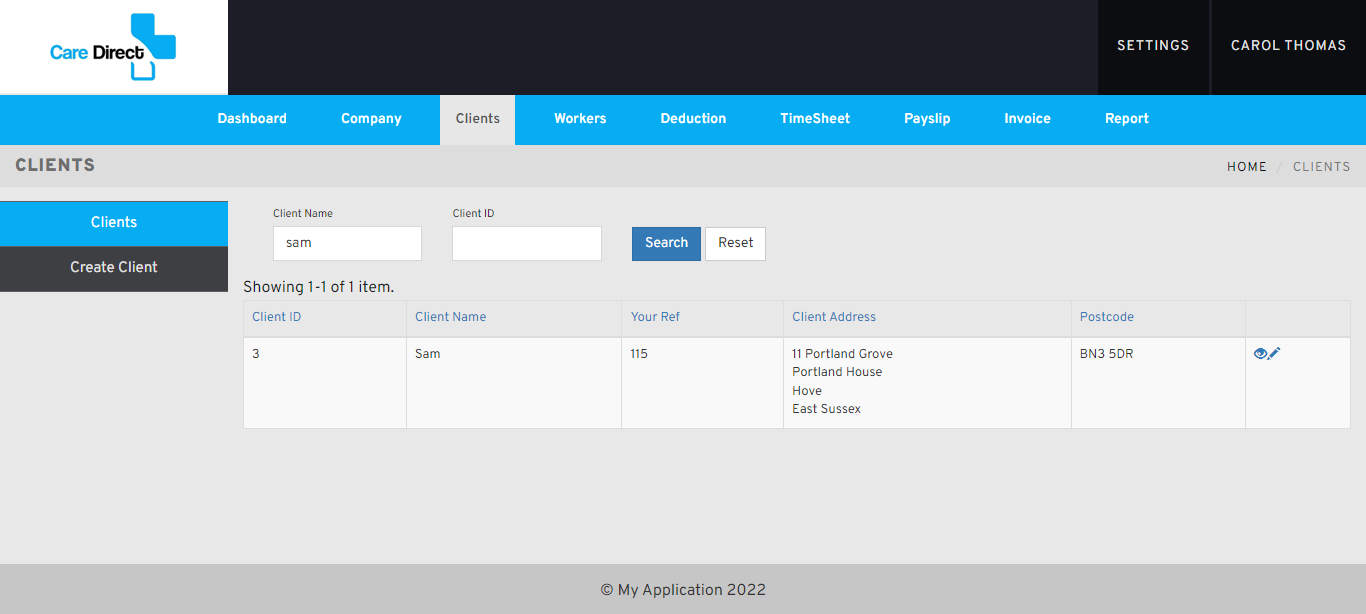 Care Direct
SETTINGS
CAROL THOMAS
Dashboard
Company
Clients
Workers
Deduction
TimeSheet
Payslip
Invoice
Report
CLIENTS
HOME / CLIENTS
Clients
Create Client
Client Name
Client ID
sam
Search
Reset
Showing 1-1 of 1 item.
Client ID
Client Name
Your Ref
Client Address
Postcode
3
Sam
115
11 Portland Grove
Portland House
Hove
East Sussex
BN3 5DR
© My Application 2022